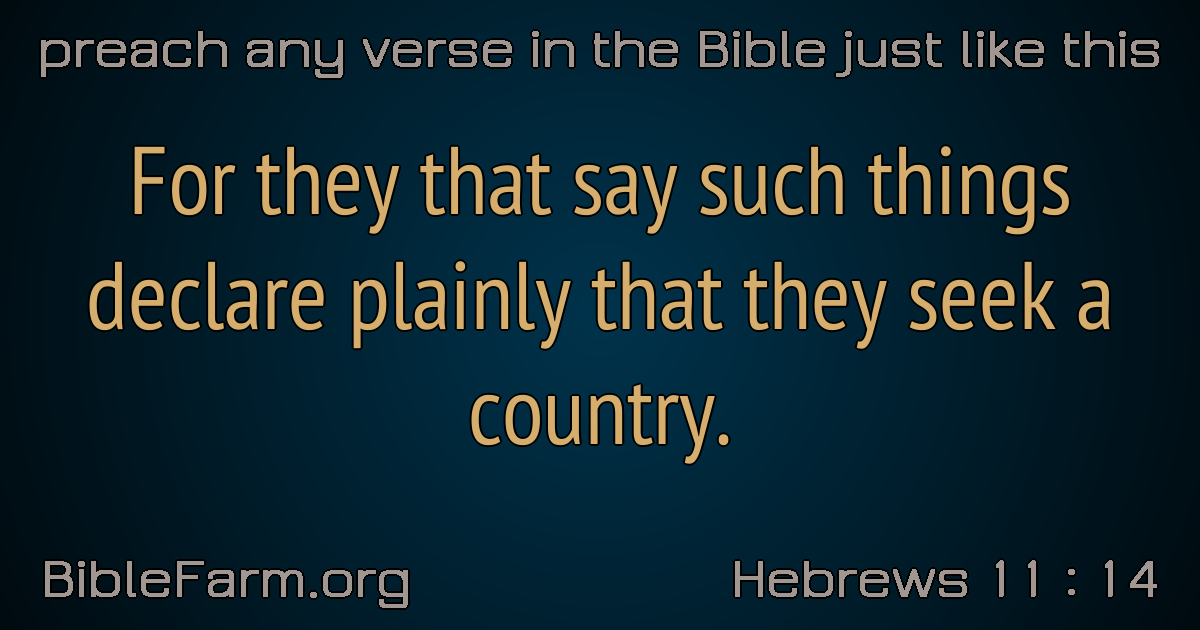 preach any verse in the Bible just like this
For they that say such things
declare plainly that they seek a
country.
BibleFarm.org
Hebrews 11 : 14